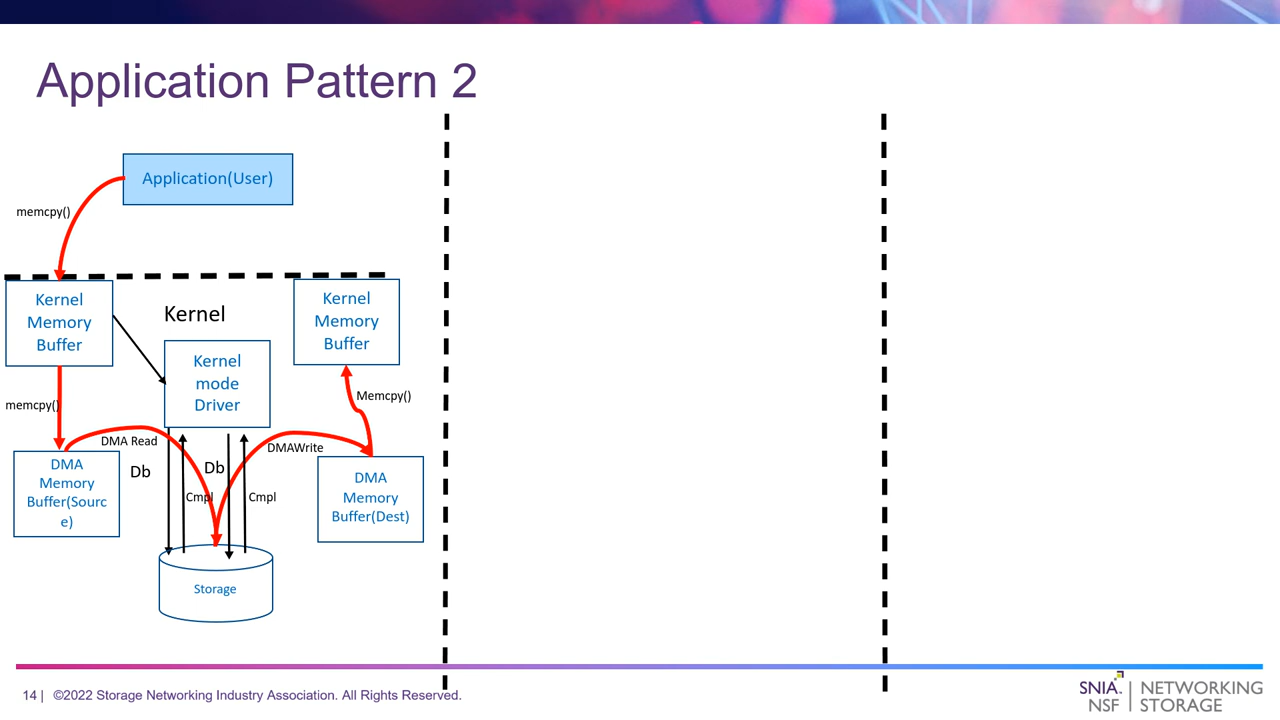 Application Pattern 2
Application(User)
memcpy()
Kernel
Memory
Buffer
Kernel
Kernel
Memory
Buffer
Kernel
mode
Driver
memcpy()
Memcpy()
DMA Read
DMAWrite
Db
Db
Cmpl
Cmpl
DMA
Memory
Buffer(Sourc
e)
DMA
Memory
Buffer(Dest)
Storage
14 | ©2022 Storage Networking Industry Association. All Rights Reserved.
SNIA. | NETWORKING
NSF | STORAGE